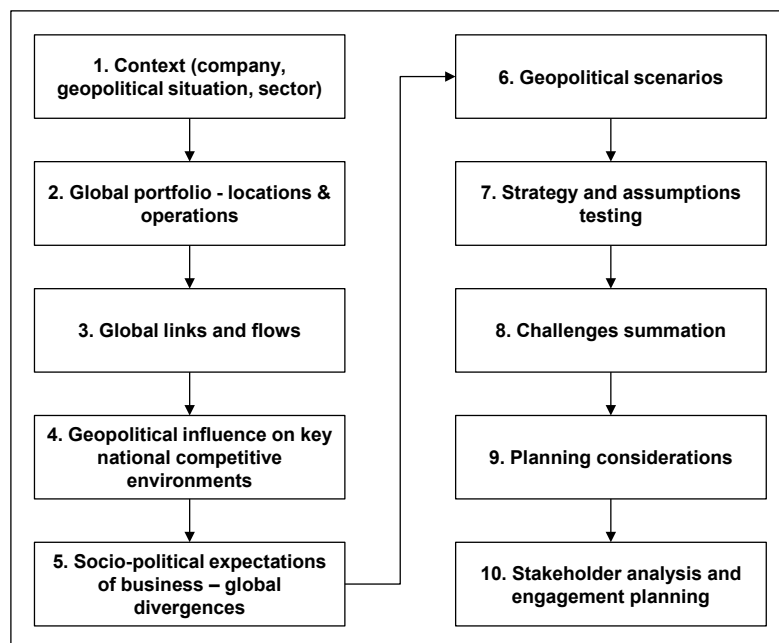 1. Context (company,
geopolitical situation, sector)
2. Global portfolio - locations &
operations
3. Global links and flows
4. Geopolitical influence on key
national competitive
environments
5. Socio-political expectations
of business – global
divergences
6. Geopolitical scenarios
7. Strategy and assumptions
testing
8. Challenges summation
9. Planning considerations
10. Stakeholder analysis and
engagement planning